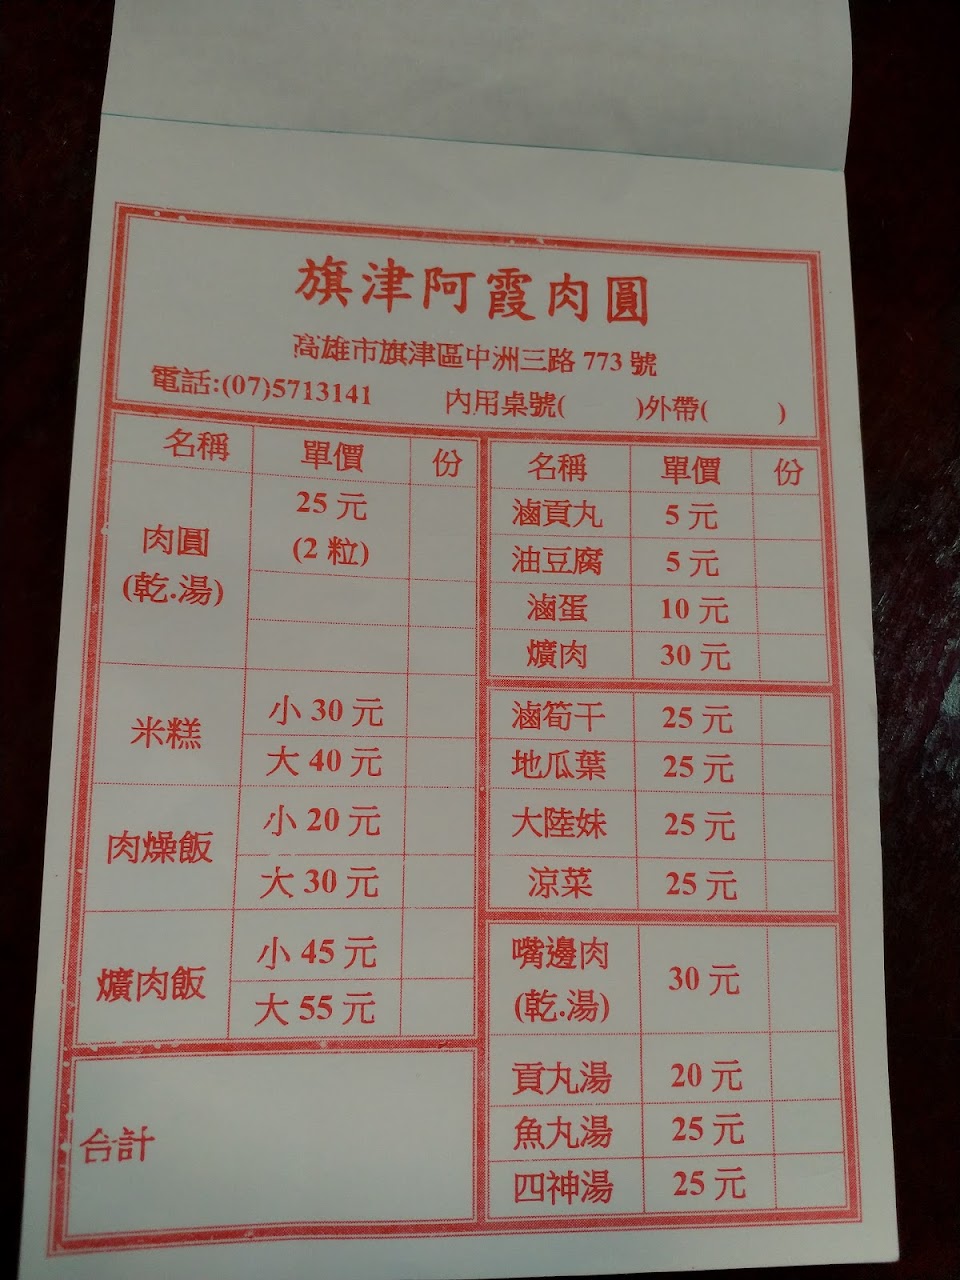 旗津阿霞肉圓
高雄市旗津區中洲三路 773 號
電話:(07)5713141 內用桌號( )外帶( )
名稱 單價 份
肉圓
(乾.湯)
25 元
(2 粒)
米糕
小 30 元
大 40 元
肉燥飯
小 20 元
大 30 元
爌肉飯
小 45 元
大 55 元
合計
名稱 單價 份
滷貢丸 5 元
油豆腐 5 元
滷蛋 10 元
爌肉 30 元
滷筍干 25 元
地瓜葉 25 元
大陸妹 25 元
涼菜 25 元
嘴邊肉
(乾.湯)
30 元
貢丸湯 20 元
魚丸湯 25 元
四神湯 25 元